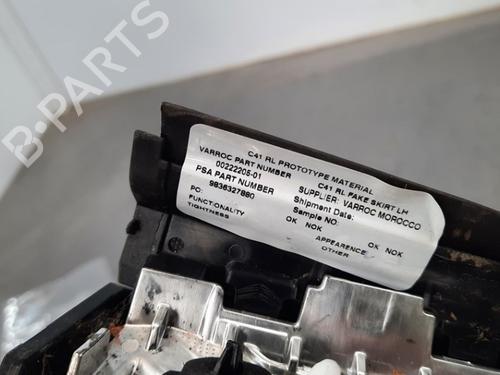 C41 RL PROTOTYPE MATERIAL
VARROC PART NUMBER
00222205-01
PSA PART NUMBER
9836327880
PC:
FUNCTIONALITY
TIGHTNESS
C41 RL FAKE SKIRT LH
SUPPLIER: VARROC MOROCCO
Shipment Date:
Sample NO:
OK NOK
OK NOK
APPEARENCE
OTHER